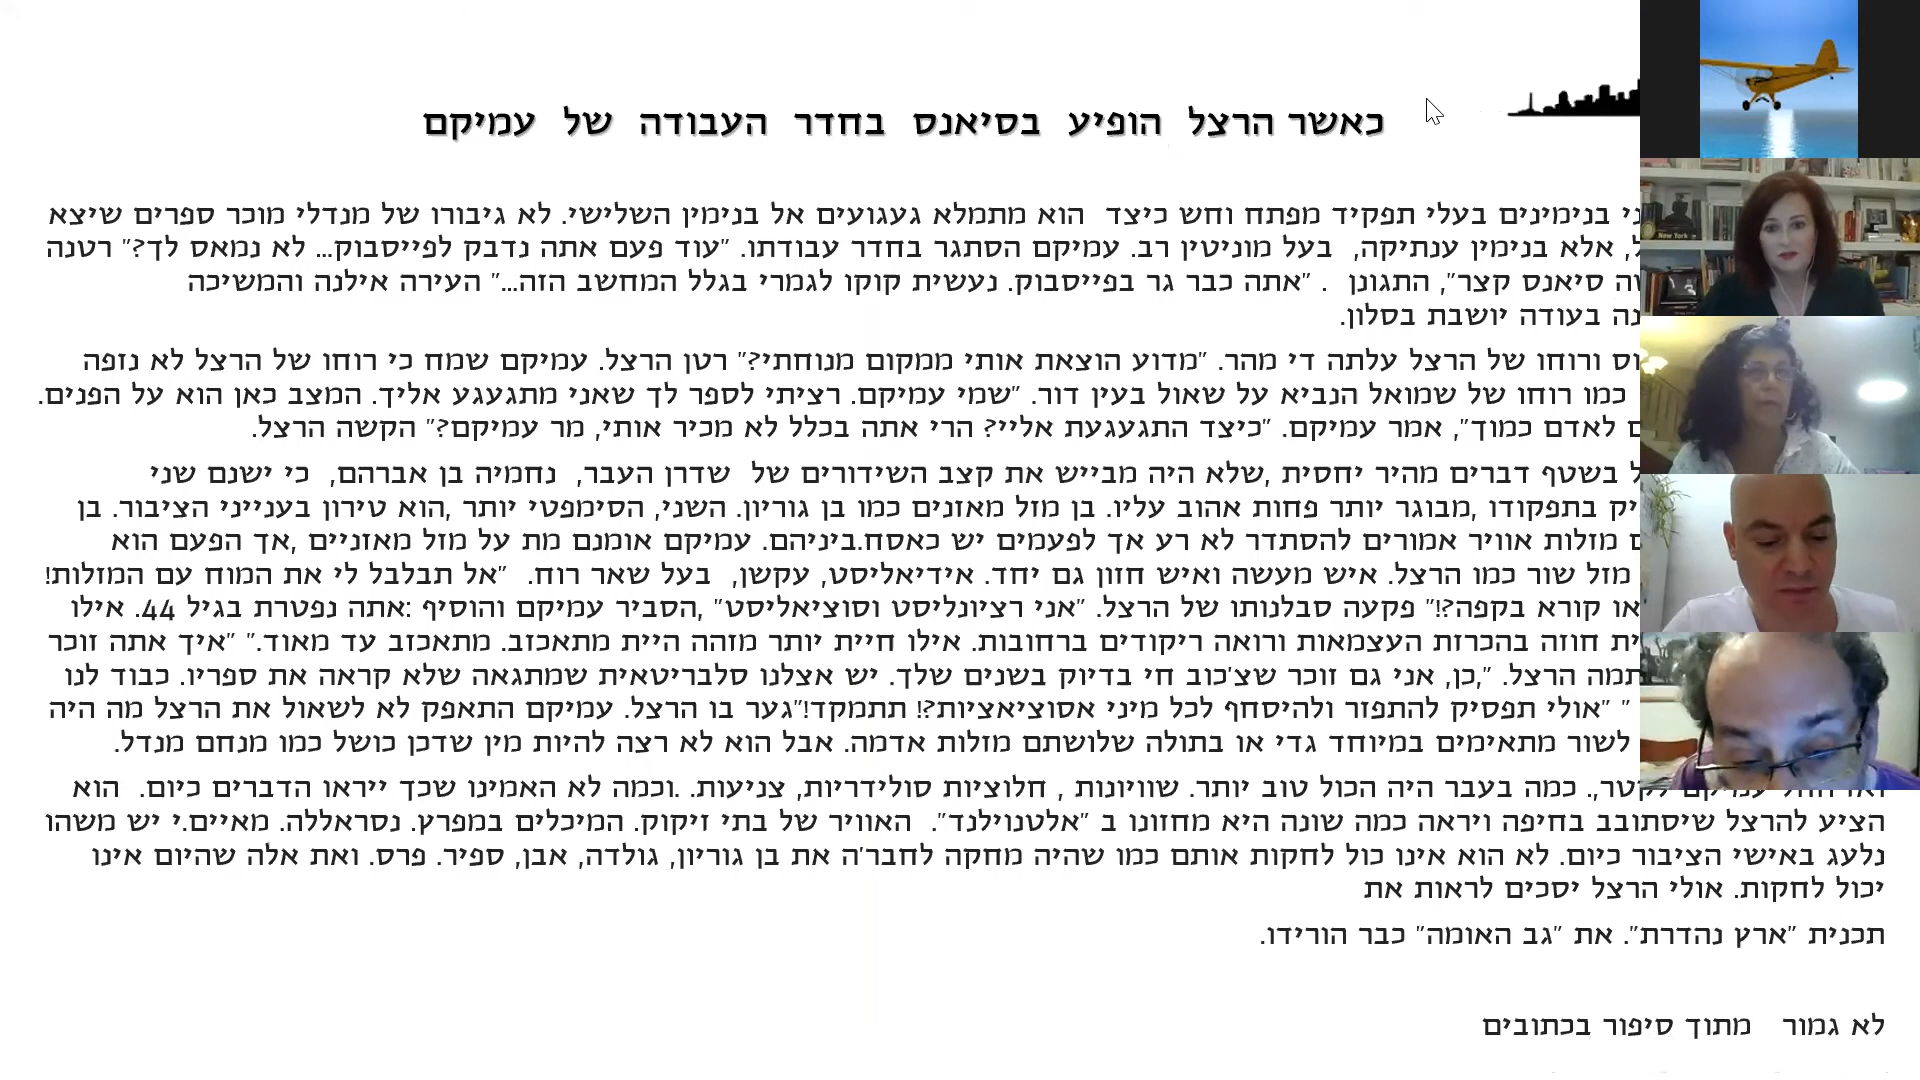 כאשר הרצל הופיע בסיאנס בחדר העבודה של עמיקם
בנימינים בעלי תפקיד מפתח וחש כיצד הוא מתמלא געגועים אל בנימין השלישי. לא גיבורו של מנדלי מוכר ספרים שיצא
אלא בנימין ענתיקה, בעל מוניטין רב. עמיקם הסתגר בחדר עבודתו. "עוד פעם אתה נדבק לפייסבוק... לא נמאס לך?" רטנה
סיאנס קצר", התגונן . "אתה כבר גר בפייסבוק. נעשית קוקו לגמרי בגלל המחשב הזה..." העירה אילנה והמשיכה
בעודה יושבת בסלון.
ורוחו של הרצל עלתה די מהר. "מדוע הוצאת אותי ממקום מנוחתי?" רטן הרצל. עמיקם שמח כי רוחו של הרצל לא נזפה
כמו רוחו של שמואל הנביא על שאול בעין דור. "שמי עמיקם. רציתי לספר לך שאני מתגעגע אליך. המצב כאן הוא על הפנים.
לאדם כמוך", אמר עמיקם. "כיצד התגעגעת אליי? הרי אתה בכלל לא מכיר אותי, מר עמיקם?" הקשה הרצל.
בשטף דברים מהיר יחסית ,שלא היה מבייש את קצב השידורים של שדרן העבר, נחמיה בן אברהם, כי ישנם שני
בתפקודו ,מבוגר יותר פחות אהוב עליו. בן מזל מאזנים כמו בן גוריון. השני, הסימפטי יותר ,הוא טירון בענייני הציבור. בן
מזלות אוויר אמורים להסתדר לא רע אך לפעמים יש כאסח.ביניהם. עמיקם אומנם מת על מזל מאזניים ,אך הפעם הוא
מזל שור כמו הרצל. איש מעשה ואיש חזון גם יחד. אידיאליסט, עקשן, בעל שאר רוח. "אל תבלבל לי את המוח עם המזלות!
קורא בקפה?!" פקעה סבלנותו של הרצל. "אני רציונליסט וסוציאליסט" ,הסביר עמיקם והוסיף :אתה נפטרת בגיל 44. אילו
חוזה בהכרזת העצמאות ורואה ריקודים ברחובות. אילו חיית יותר מזהה היית מתאכזב. מתאכזב עד מאוד." "איך אתה זוכר
תמה הרצל. "כן, אני גם זוכר שצ'כוב חי בדיוק בשנים שלך. יש אצלנו סלבריטאית שמתגאה שלא קראה את ספריו. כבוד לנו
" "אולי תפסיק להתפזר ולהיסחף לכל מיני אסוציאציות?! תתמקד!"גער בו הרצל. עמיקם התאפק לא לשאול את הרצל מה היה
לשור מתאימים במיוחד גדי או בתולה שלושתם מזלות אדמה. אבל הוא לא רצה להיות מין שדכן כושל כמו מנחם מנדל.
כמה בעבר היה הכול טוב יותר. שוויונות , חלוציות סולידריות, צניעות. .וכמה לא האמינו שכך ייראו הדברים כיום. הוא
הציע להרצל שיסתובב בחיפה ויראה כמה שונה היא מחזונו ב "אלטנוילנד". האוויר של בתי זיקוק. המיכלים במפרץ. נסראללה. מאיים.י יש משהו
נלעג באישי הציבור כיום. לא הוא אינו כול לחקות אותם כמו שהיה מחקה לחבר'ה את בן גוריון, גולדה, אבן, ספיר. פרס. ואת אלה שהיום אינו
יכול לחקות. אולי הרצל יסכים לראות את
תכנית "ארץ נהדרת". את "גב האומה" כבר הורידו.
לא גמור מתוך סיפור בכתובים
New York